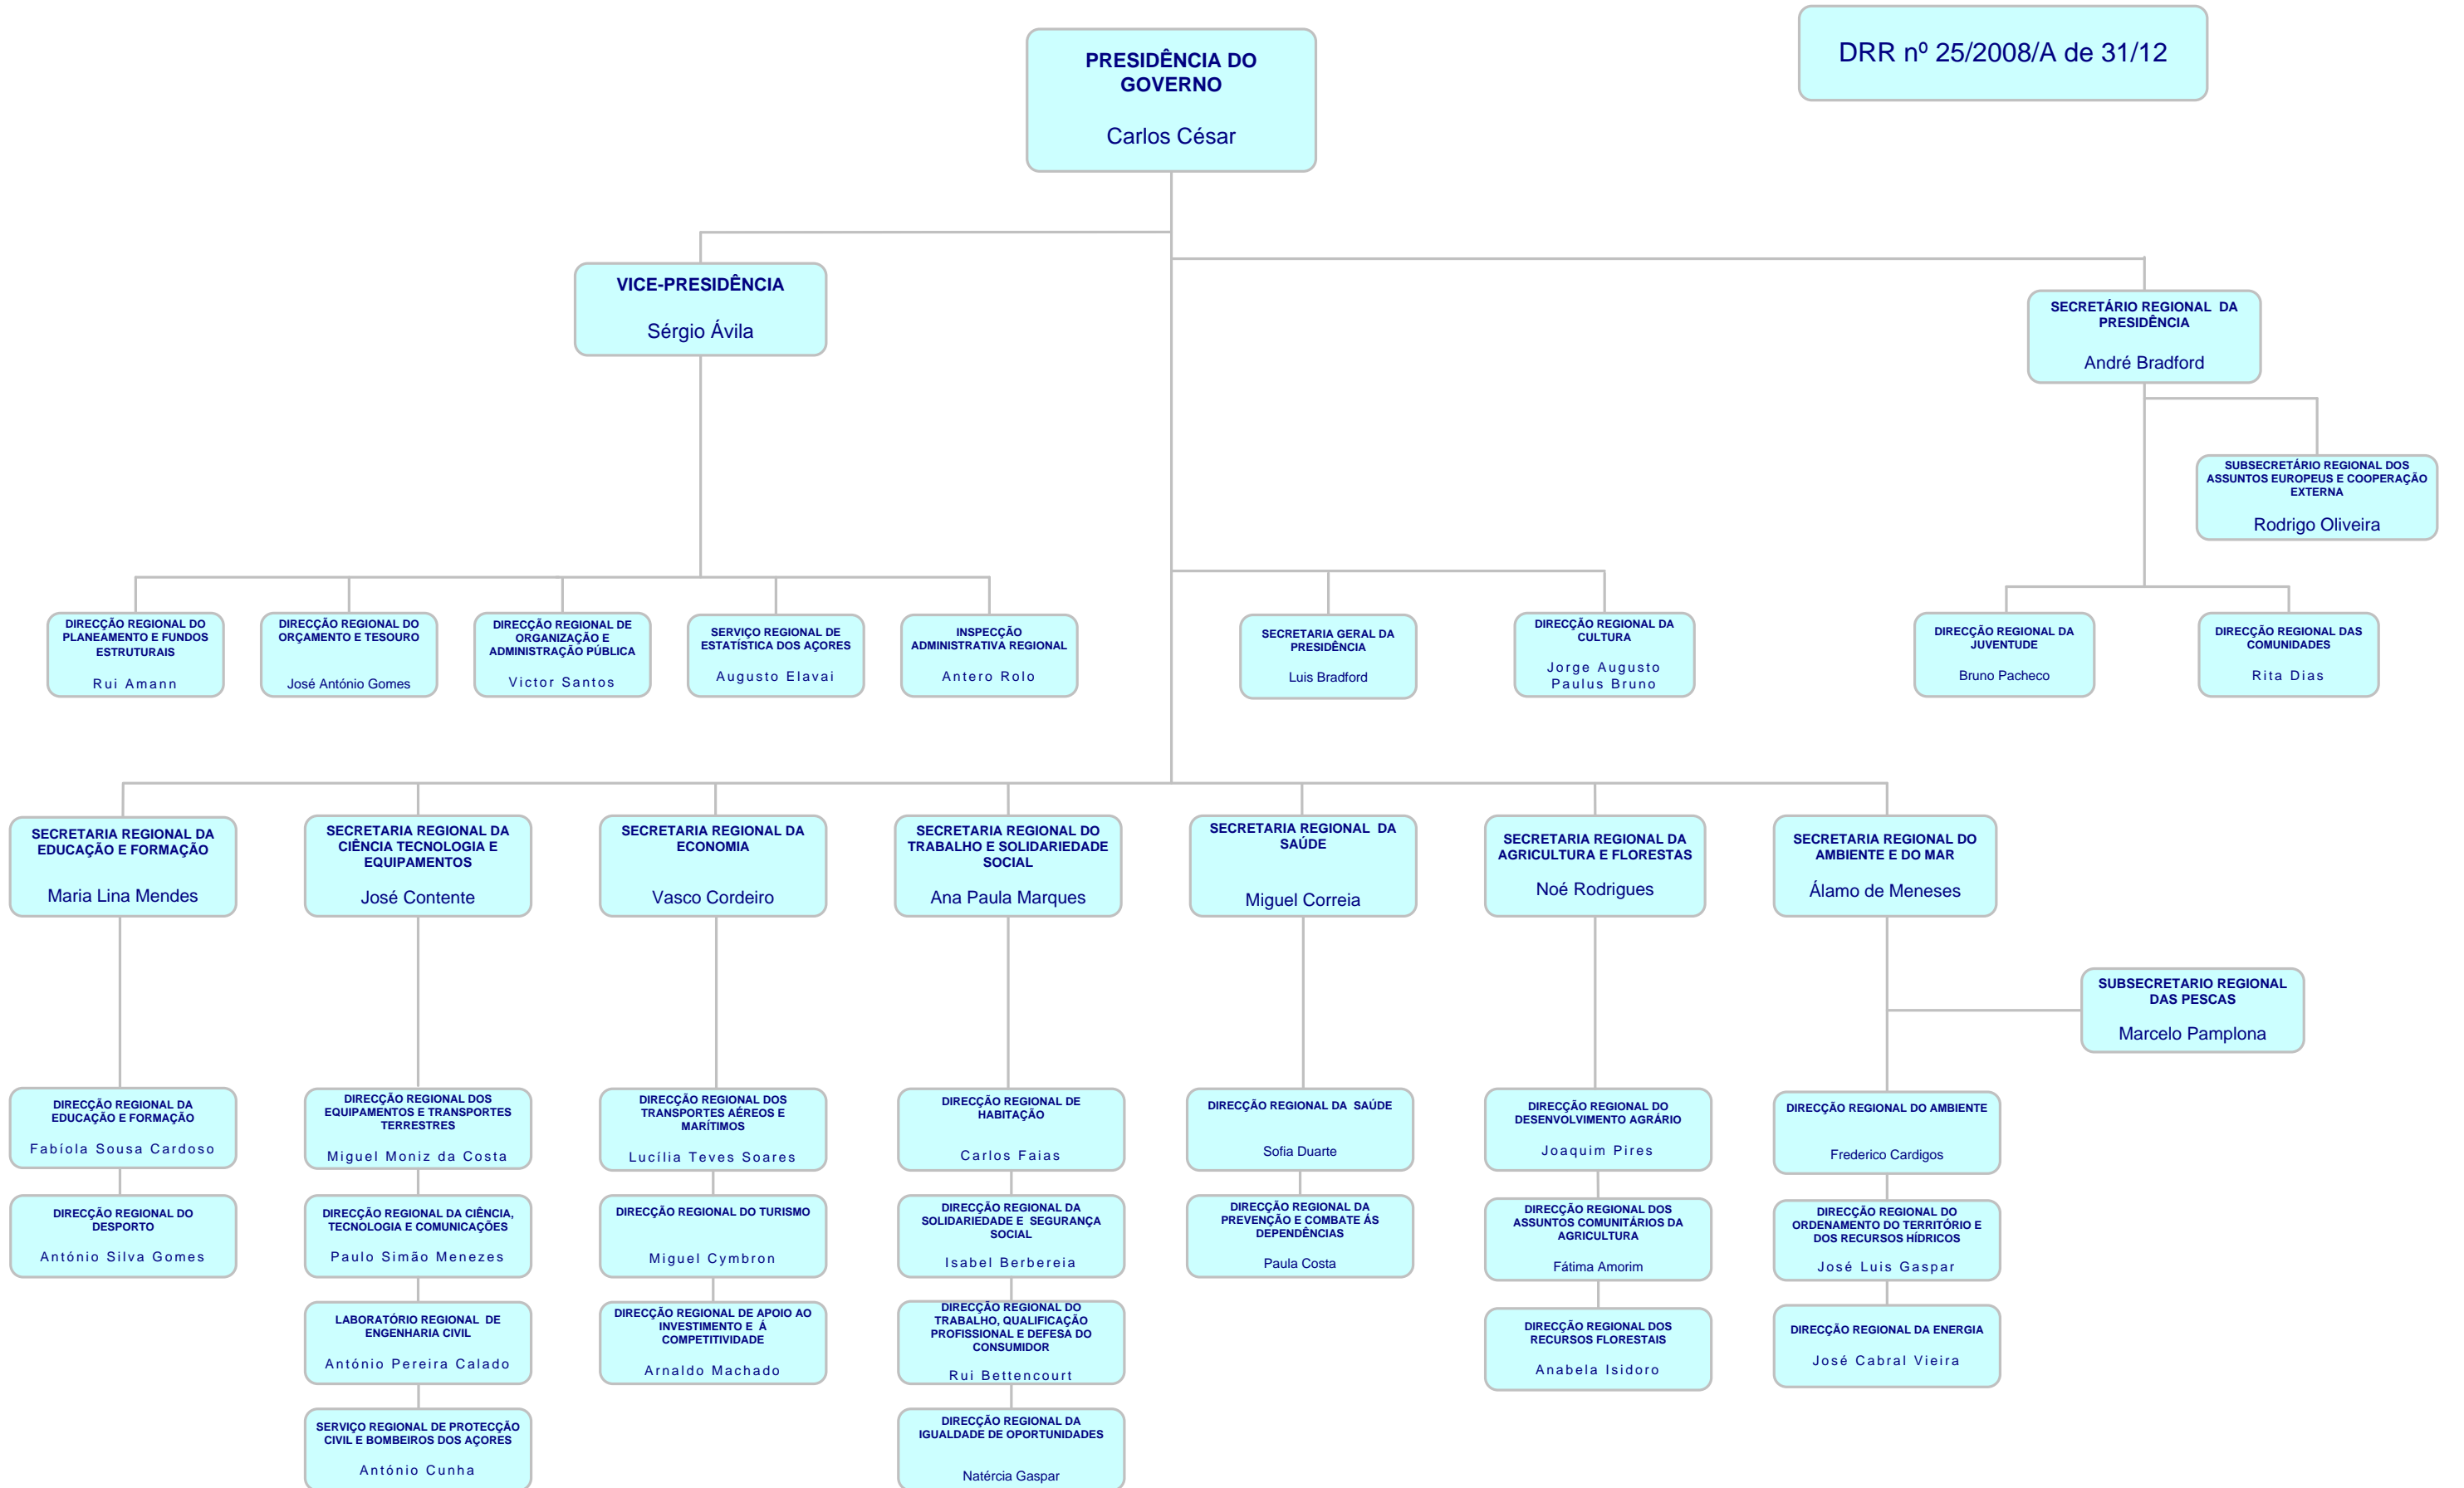 PRESIDÊNCIA DO
GOVERNO
Carlos César
DRR nº 25/2008/A de 31/12
VICE-PRESIDÊNCIA
Sérgio Ávila
SECRETÁRIO REGIONAL DA
PRESIDÊNCIA
André Bradford
SUBSECRETÁRIO REGIONAL DOS
ASSUNTOS EUROPEUS E COOPERAÇÃO
EXTERNA
Rodrigo Oliveira
DIRECÇÃO REGIONAL DO
PLANEAMENTO E FUNDOS
ESTRUTURAIS
Rui Amann
DIRECÇÃO REGIONAL DO
ORÇAMENTO E TESOURO
José António Gomes
DIRECÇÃO REGIONAL DE
ORGANIZAÇÃO E
ADMINISTRAÇÃO PÚBLICA
Victor Santos
SERVIÇO REGIONAL DE
ESTATÍSTICA DOS AÇORES
Augusto Elavai
INSPECÇÃO
ADMINISTRATIVA REGIONAL
Antero Rolo
SECRETARIA GERAL DA
PRESIDÊNCIA
Luis Bradford
DIRECÇÃO REGIONAL DA
CULTURA
Jorge Augusto
Paulus Bruno
DIRECÇÃO REGIONAL DA
JUVENTUDE
Bruno Pacheco
DIRECÇÃO REGIONAL DAS
COMUNIDADES
Rita Dias
SECRETARIA REGIONAL DA
EDUCAÇÃO E FORMAÇÃO
Maria Lina Mendes
SECRETARIA REGIONAL DA
CIÊNCIA TECNOLOGIA E
EQUIPAMENTOS
José Contente
SECRETARIA REGIONAL DA
ECONOMIA
Vasco Cordeiro
SECRETARIA REGIONAL DO
TRABALHO E SOLIDARIEDADE
SOCIAL
Ana Paula Marques
SECRETARIA REGIONAL DA
SAÚDE
Miguel Correia
SECRETARIA REGIONAL DA
AGRICULTURA E FLORESTAS
Noé Rodrigues
SECRETARIA REGIONAL DO
AMBIENTE E DO MAR
Álamo de Meneses
SUBSECRETARIO REGIONAL
DAS PESCAS
Marcelo Pamplona
DIRECÇÃO REGIONAL DA
EDUCAÇÃO E FORMAÇÃO
Fabíola Sousa Cardoso
DIRECÇÃO REGIONAL DOS
EQUIPAMENTOS E TRANSPORTES
TERRESTRES
Miguel Moniz da Costa
DIRECÇÃO REGIONAL DOS
TRANSPORTES AÉREOS E
MARÍTIMOS
Lucília Teves Soares
DIRECÇÃO REGIONAL DE
HABITAÇÃO
Carlos Faias
DIRECÇÃO REGIONAL DA SAÚDE
Sofia Duarte
DIRECÇÃO REGIONAL DO
DESENVOLVIMENTO AGRÁRIO
Joaquim Pires
DIRECÇÃO REGIONAL DO AMBIENTE
Frederico Cardigos
DIRECÇÃO REGIONAL DO
DESPORTO
António Silva Gomes
DIRECÇÃO REGIONAL DA CIÊNCIA,
TECNOLOGIA E COMUNICAÇÕES
Paulo Simão Menezes
DIRECÇÃO REGIONAL DO TURISMO
Miguel Cymbron
DIRECÇÃO REGIONAL DA
SOLIDARIEDADE E SEGURANÇA
SOCIAL
Isabel Berbereia
DIRECÇÃO REGIONAL DA
PREVENÇÃO E COMBATE ÁS
DEPENDÊNCIAS
Paula Costa
DIRECÇÃO REGIONAL DOS
ASSUNTOS COMUNITÁRIOS DA
AGRICULTURA
Fátima Amorim
DIRECÇÃO REGIONAL DO
ORDENAMENTO DO TERRITÓRIO E
DOS RECURSOS HÍDRICOS
José Luis Gaspar
LABORATÓRIO REGIONAL DE
ENGENHARIA CIVIL
António Pereira Calado
DIRECÇÃO REGIONAL DE APOIO AO
INVESTIMENTO E Á
COMPETITIVIDADE
Arnaldo Machado
DIRECÇÃO REGIONAL DO
TRABALHO, QUALIFICAÇÃO
PROFISSIONAL E DEFESA DO
CONSUMIDOR
Rui Bettencourt
DIRECÇÃO REGIONAL DOS
RECURSOS FLORESTAIS
Anabela Isidoro
DIRECÇÃO REGIONAL DA ENERGIA
José Cabral Vieira
SERVIÇO REGIONAL DE PROTECÇÃO
CIVIL E BOMBEIROS DOS AÇORES
António Cunha
DIRECÇÃO REGIONAL DA
IGUALDADE DE OPORTUNIDADES
Natércia Gaspar